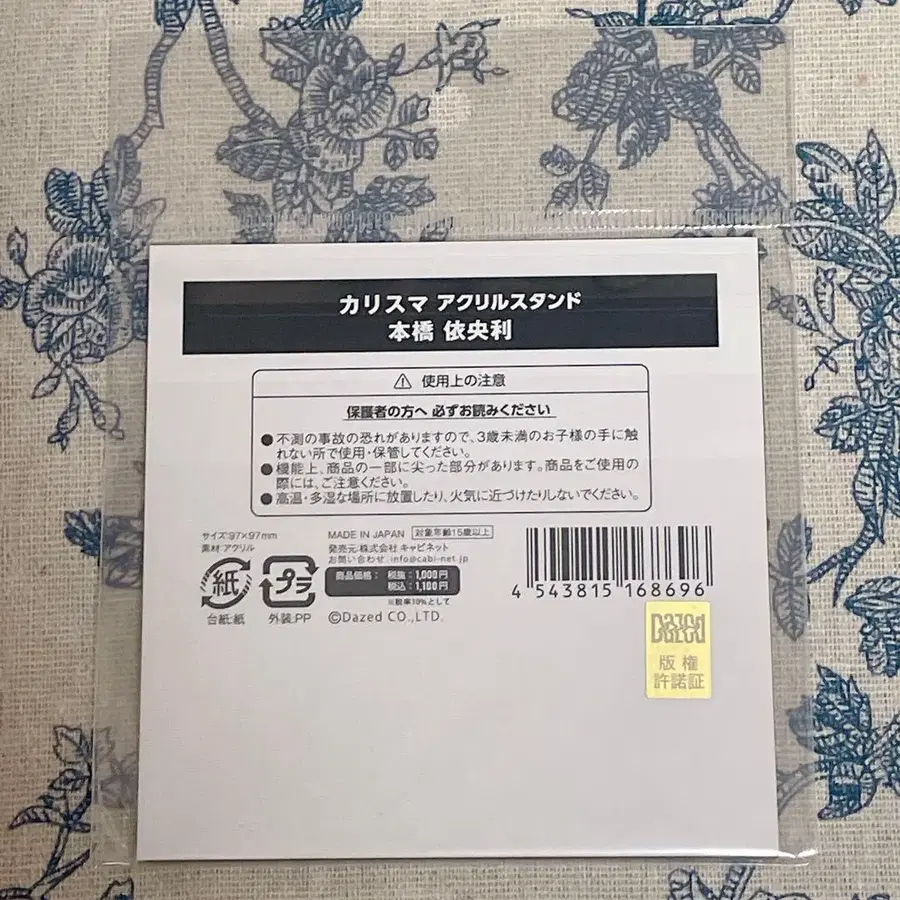 カリスマ アクリルスタンド
本橋 依央利
⚠ 使用上の注意
保護者の方へ 必ずお読みください
●不測の事故の恐れがありますので、3歳未満のお子様の手に触
れない所で使用・保管してください。
●機能上、商品の一部に尖った部分があります。商品をご使用の
際には、ご注意ください。
●高温・多湿な場所に放置したり、火気に近づけたりしないでください。
サイズ:97×97mm
素材:アクリル
紙
台紙:紙
プラ
外装:PP
MADE IN JAPAN 対象年齢15歳以上
発売元:株式会社 キャビネット
お問い合わせ:info@cabi-net.jp
商品価格: 税抜:1,000円
税込:1,100円
※税率10%として
©Dazed CO.,LTD.
4 543815 168696
Dazed
版権
許諾証